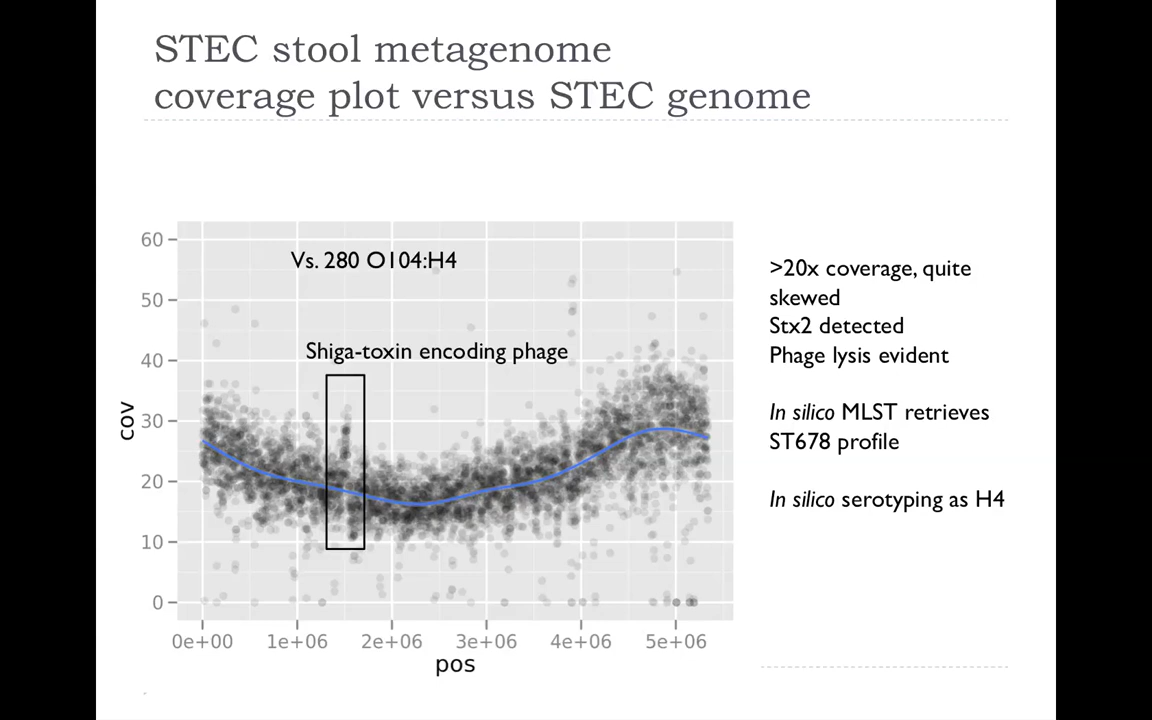 STEC stool metagenome
coverage plot versus STEC genome
Vs. 280 O104:H4
Shiga-toxin encoding phage
60
50
40
30
20
10
0
cov
0e+00 1e+06 2e+06 3e+06 4e+06 5e+06
pos
>20x coverage, quite
skewed
Stx2 detected
Phage lysis evident
In silico MLST retrieves
ST678 profile
In silico serotyping as H4